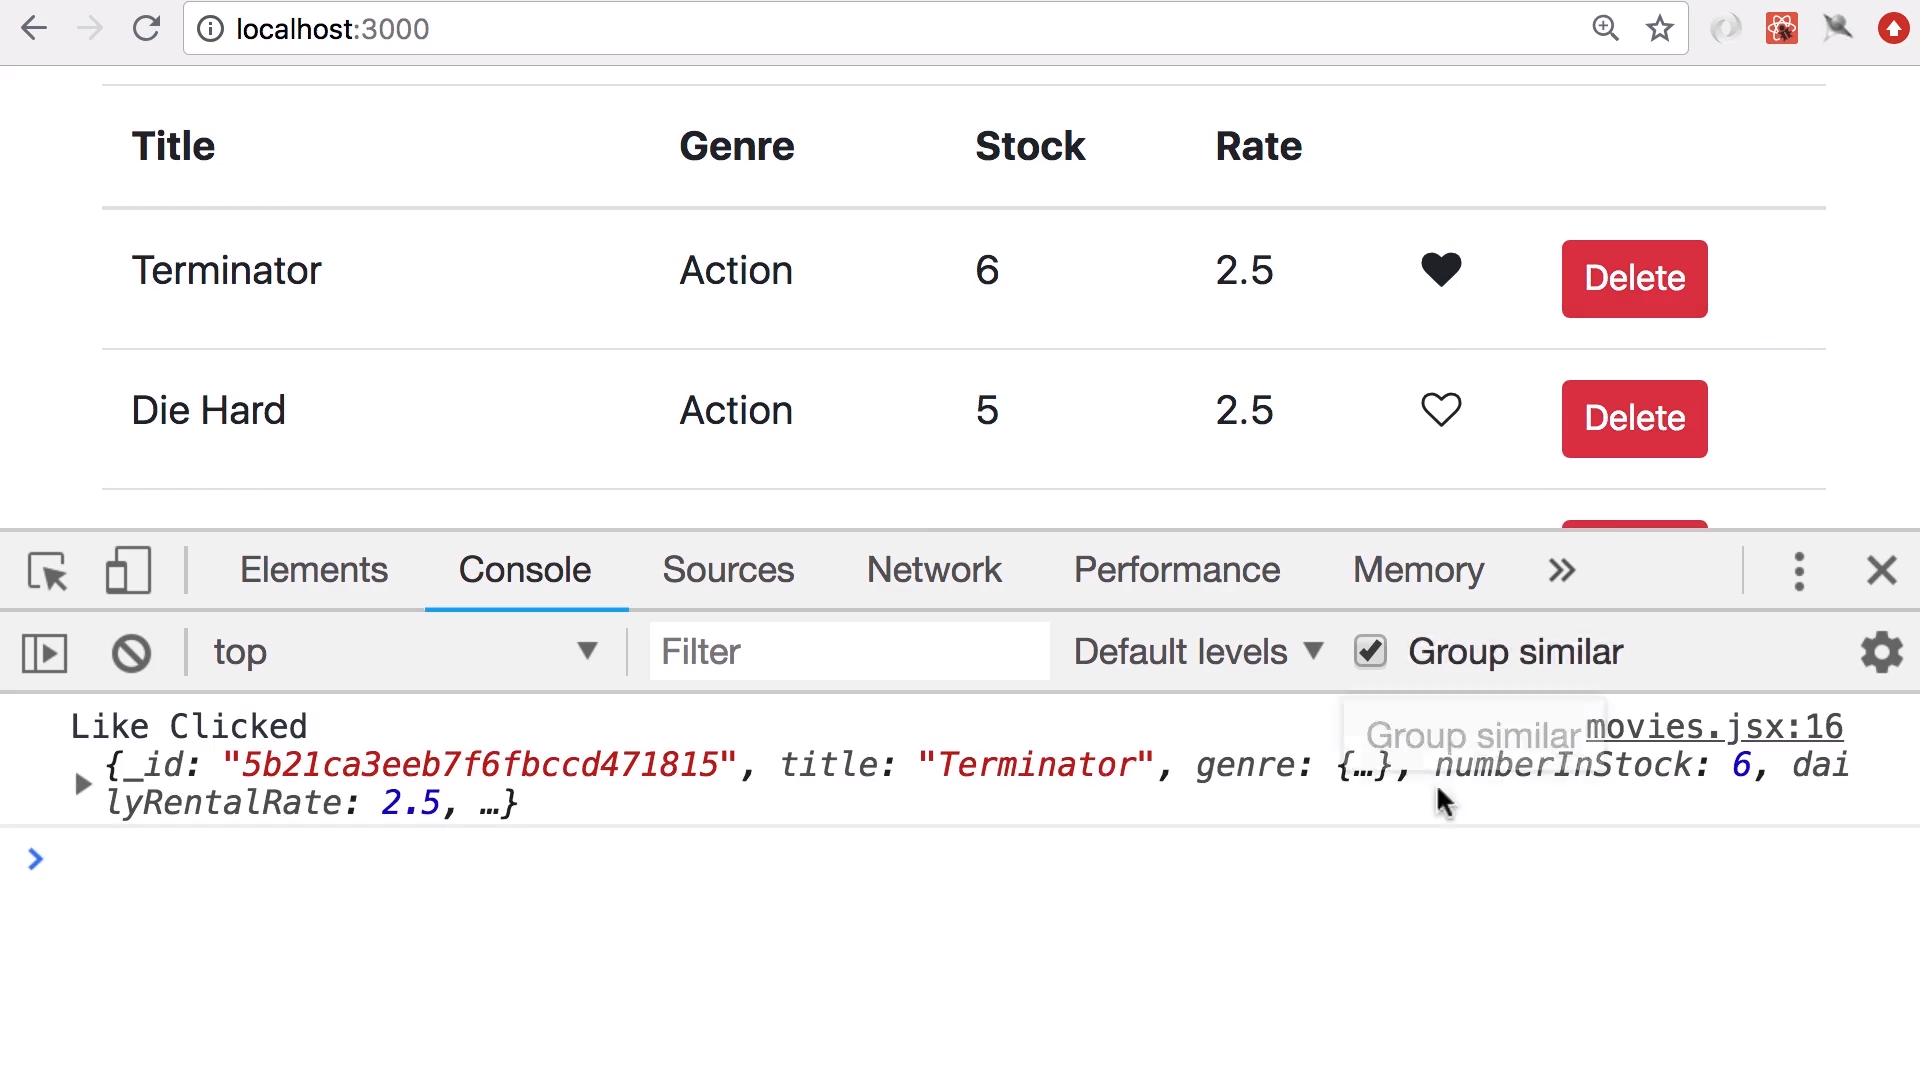 localhost:3000
Title Genre Stock Rate
Terminator Action 6 2.5 Delete
Die Hard Action 5 2.5 Delete
Elements Console Sources Network Performance Memory
top Filter Default levels Group similar
Like Clicked movies.jsx:16
Group similar
{_id: "5b21ca3eeb7f6fbccd471815", title: "Terminator", genre: {…}, numberInStock: 6, dai
lyRentalRate: 2.5, …}